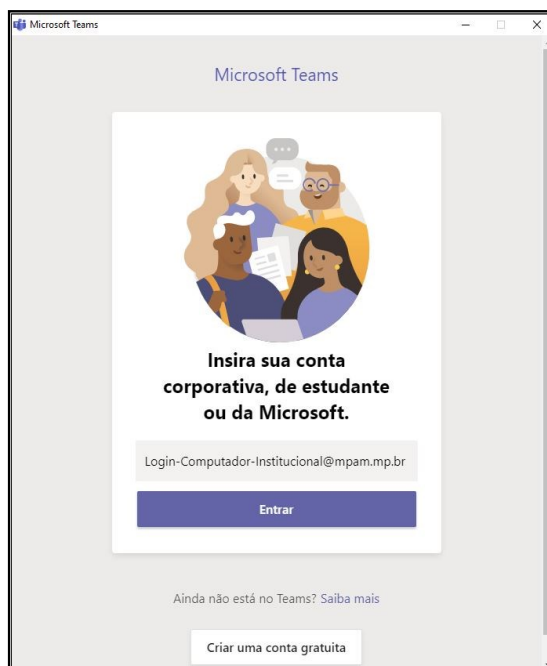 Microsoft Teams
Microsoft Teams
Insira sua conta
corporativa, de estudante
ou da Microsoft.
Login-Computador-Institucional@mpam.mp.br
Entrar
Ainda não está no Teams? Saiba mais
Criar uma conta gratuita